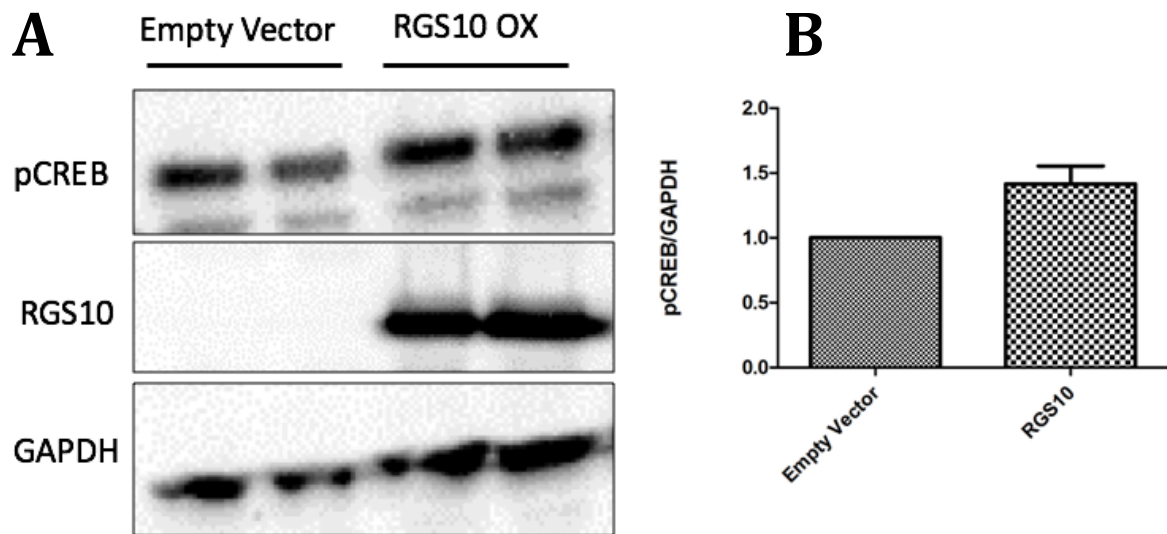 A
Empty Vector
RGS10 OX
pCREB
RGS10
GAPDH
B
pCREB/GAPDH
2.0
1.5
1.0
0.5
0.0
Empty Vector
RGS10